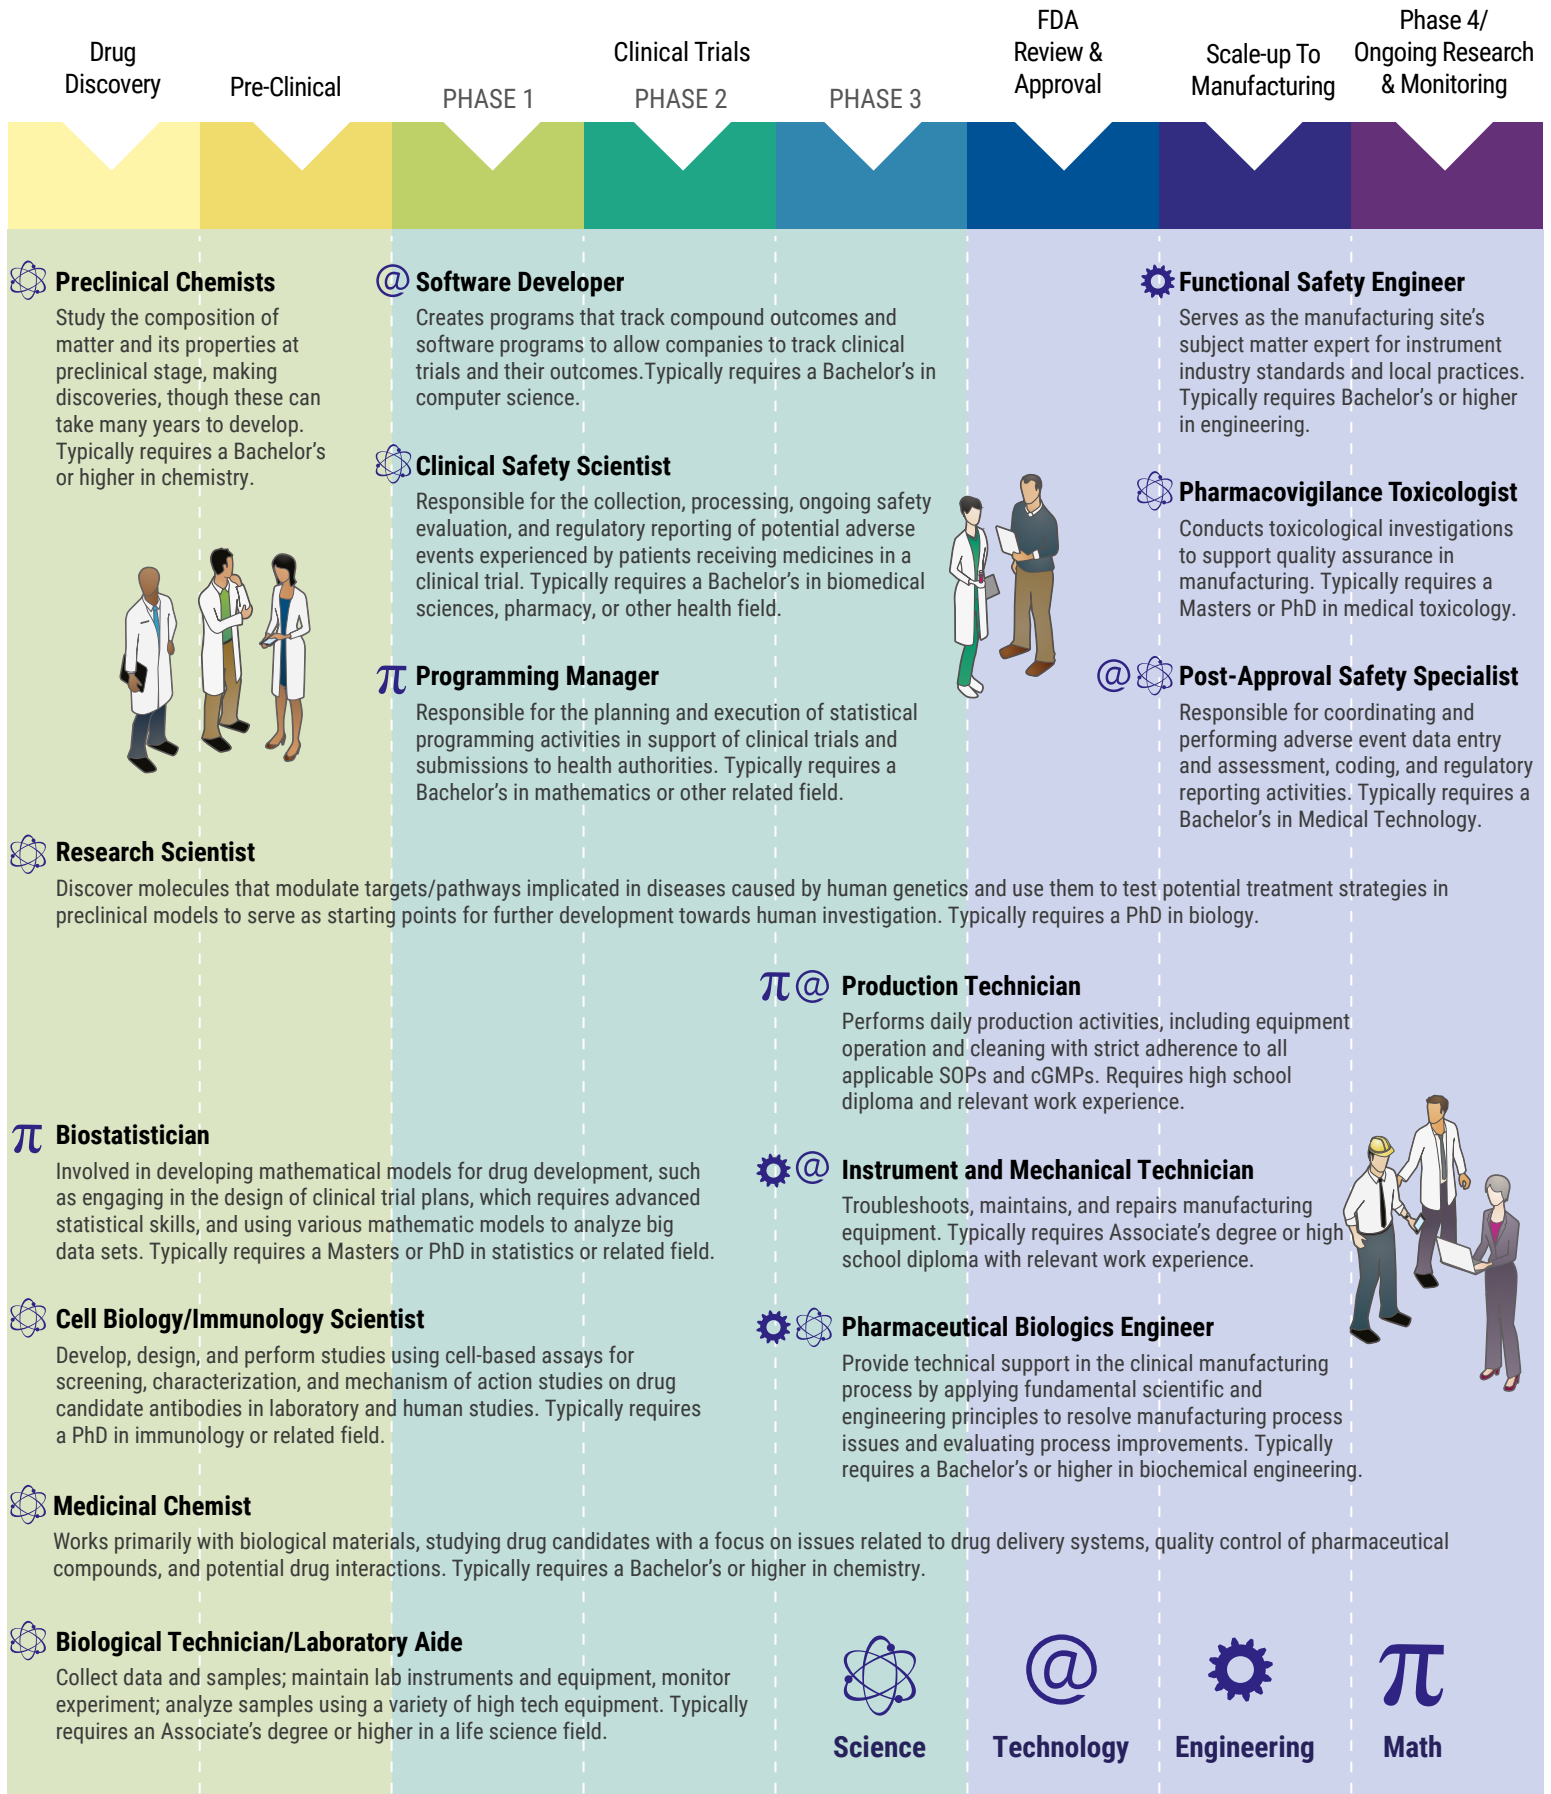 Drug
Discovery
Pre-Clinical
Clinical Trials
PHASE 1
PHASE 2
PHASE 3
FDA
Review &
Approval
Scale-up To
Manufacturing
Phase 4/
Ongoing Research
& Monitoring
Preclinical Chemists
Study the composition of
matter and its properties at
preclinical stage, making
discoveries, though these can
take many years to develop.
Typically requires a Bachelor's
or higher in chemistry.
@ Software Developer
Creates programs that track compound outcomes and
software programs to allow companies to track clinical
trials and their outcomes.Typically requires a Bachelor's in
computer science.
Clinical Safety Scientist
Responsible for the collection, processing, ongoing safety
evaluation, and regulatory reporting of potential adverse
events experienced by patients receiving medicines in a
clinical trial. Typically requires a Bachelor's in biomedical
sciences, pharmacy, or other health field.
π Programming Manager
Responsible for the planning and execution of statistical
programming activities in support of clinical trials and
submissions to health authorities. Typically requires a
Bachelor's in mathematics or other related field.
Functional Safety Engineer
Serves as the manufacturing site's
subject matter expert for instrument
industry standards and local practices.
Typically requires Bachelor's or higher
in engineering.
Pharmacovigilance Toxicologist
Conducts toxicological investigations
to support quality assurance in
manufacturing. Typically requires a
Masters or PhD in medical toxicology.
@ Post-Approval Safety Specialist
Responsible for coordinating and
performing adverse event data entry
and assessment, coding, and regulatory
reporting activities. Typically requires a
Bachelor's in Medical Technology.
Research Scientist
Discover molecules that modulate targets/pathways implicated in diseases caused by human genetics and use them to test potential treatment strategies in
preclinical models to serve as starting points for further development towards human investigation. Typically requires a PhD in biology.
π @ Production Technician
Performs daily production activities, including equipment
operation and cleaning with strict adherence to all
applicable SOPs and cGMPs. Requires high school
diploma and relevant work experience.
π Biostatistician
Involved in developing mathematical models for drug development, such
as engaging in the design of clinical trial plans, which requires advanced
statistical skills, and using various mathematic models to analyze big
data sets. Typically requires a Masters or PhD in statistics or related field.
@ Instrument and Mechanical Technician
Troubleshoots, maintains, and repairs manufacturing
equipment. Typically requires Associate's degree or high
school diploma with relevant work experience.
Cell Biology/Immunology Scientist
Develop, design, and perform studies using cell-based assays for
screening, characterization, and mechanism of action studies on drug
candidate antibodies in laboratory and human studies. Typically requires
a PhD in immunology or related field.
Pharmaceutical Biologics Engineer
Provide technical support in the clinical manufacturing
process by applying fundamental scientific and
engineering principles to resolve manufacturing process
issues and evaluating process improvements. Typically
requires a Bachelor's or higher in biochemical engineering.
Medicinal Chemist
Works primarily with biological materials, studying drug candidates with a focus on issues related to drug delivery systems, quality control of pharmaceutical
compounds, and potential drug interactions. Typically requires a Bachelor's or higher in chemistry.
Biological Technician/Laboratory Aide
Collect data and samples; maintain lab instruments and equipment, monitor
experiment; analyze samples using a variety of high tech equipment. Typically
requires an Associate's degree or higher in a life science field.
Science
@
Technology
Engineering
π
Math